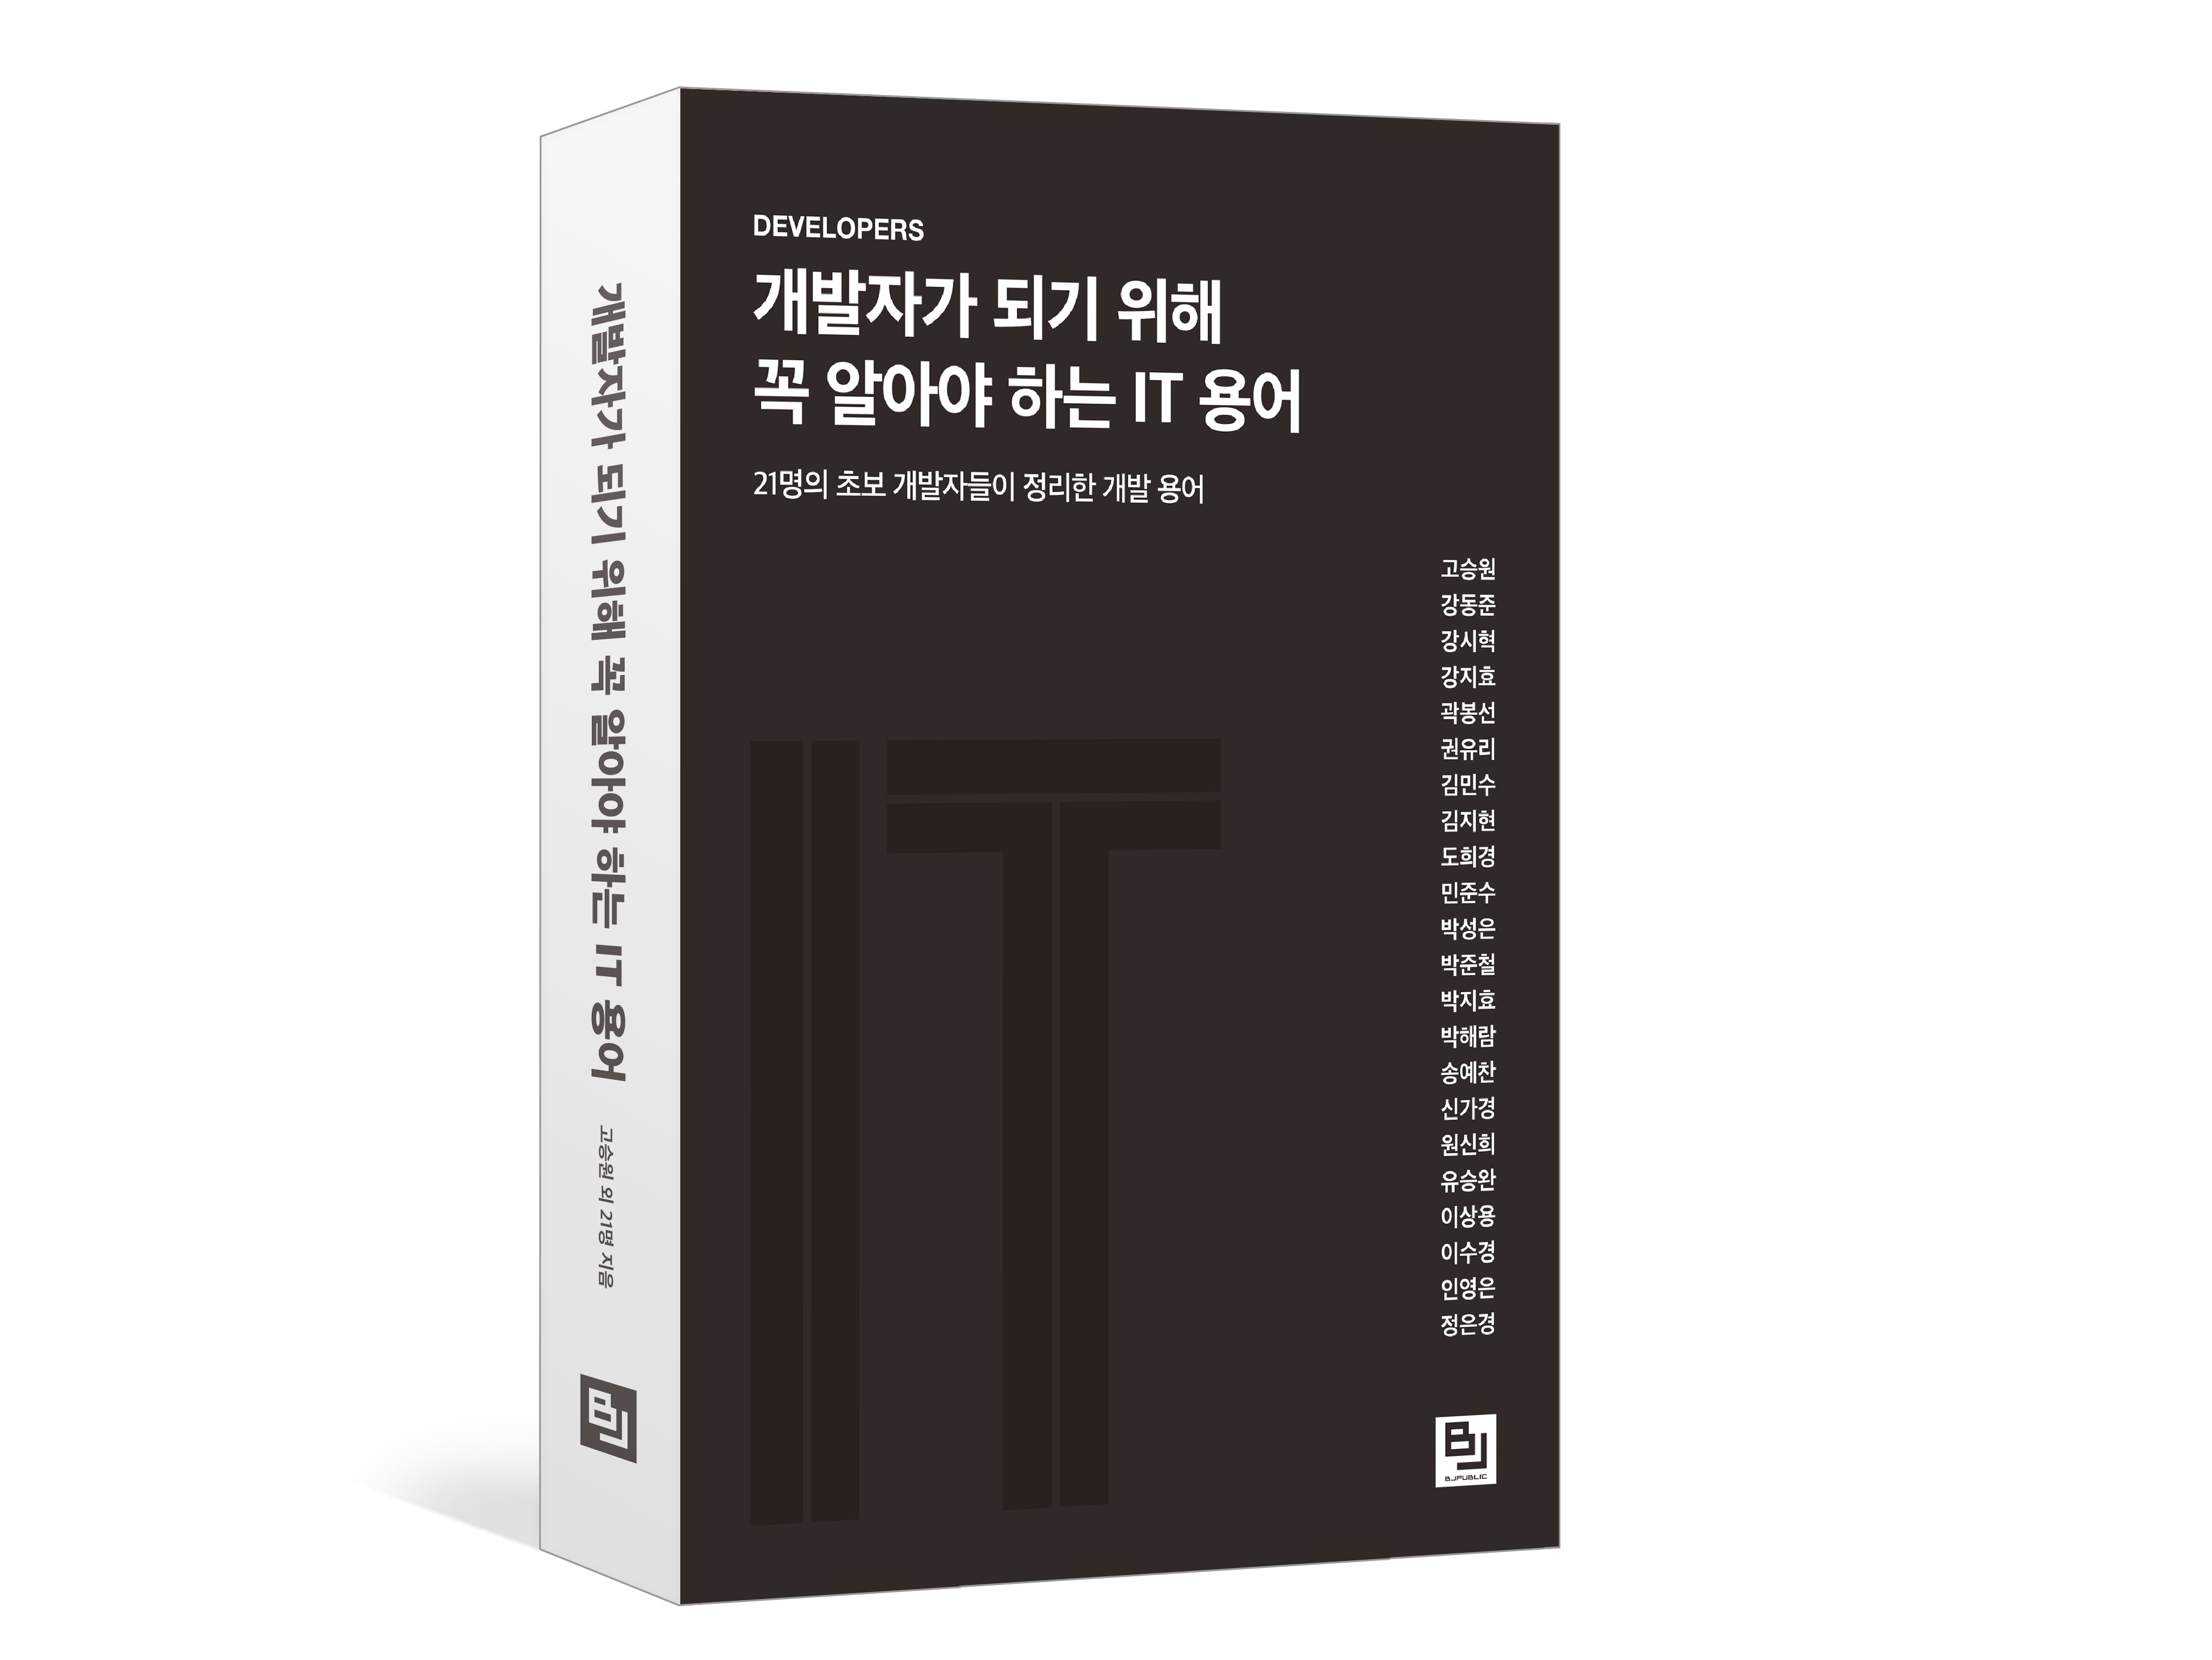 개발자가 되기 위해 꼭 알아야 하는 IT 용어
고승원 외 21명 지음
BJ
DEVELOPERS
개발자가 되기 위해
꼭 알아야 하는 IT 용어
21명의 초보 개발자들이 정리한 개발 용어
고승원
강동준
강시혁
강지효
곽봉선
권유리
김민수
김지현
도희경
민준수
박성은
박준철
박지효
박해람
송예찬
신가경
원신희
유승완
이상용
이수경
인영은
정은경
IT
BJ
BJPUBLIC